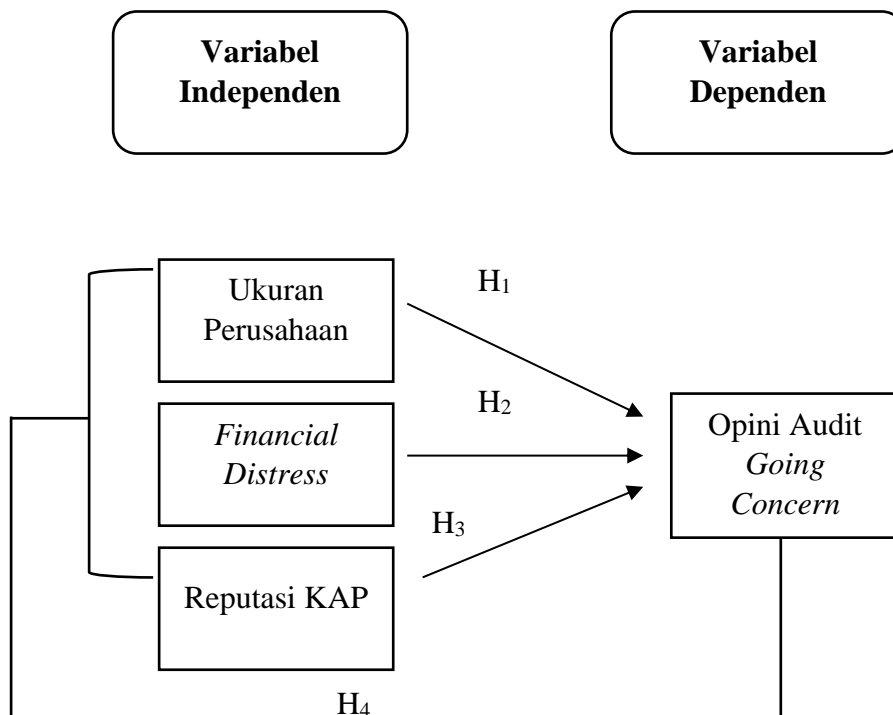 Variabel
Independen
Variabel
Dependen
Ukuran
Perusahaan
H₁
Financial
Distress
H₂
Opini Audit
Going
Concern
H₃
Reputasi KAP
H₄